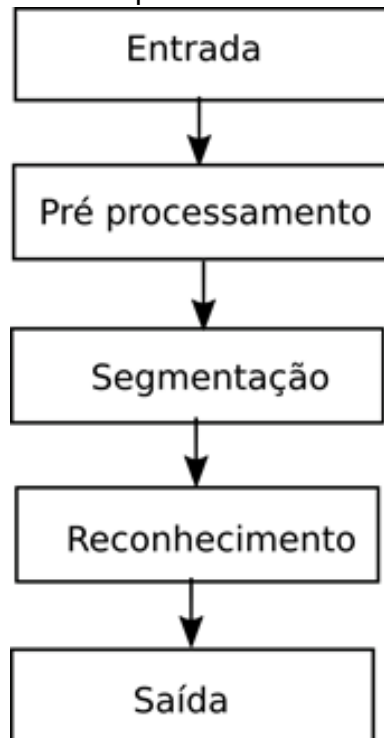 Entrada
Pré processamento
Segmentação
Reconhecimento
Saída